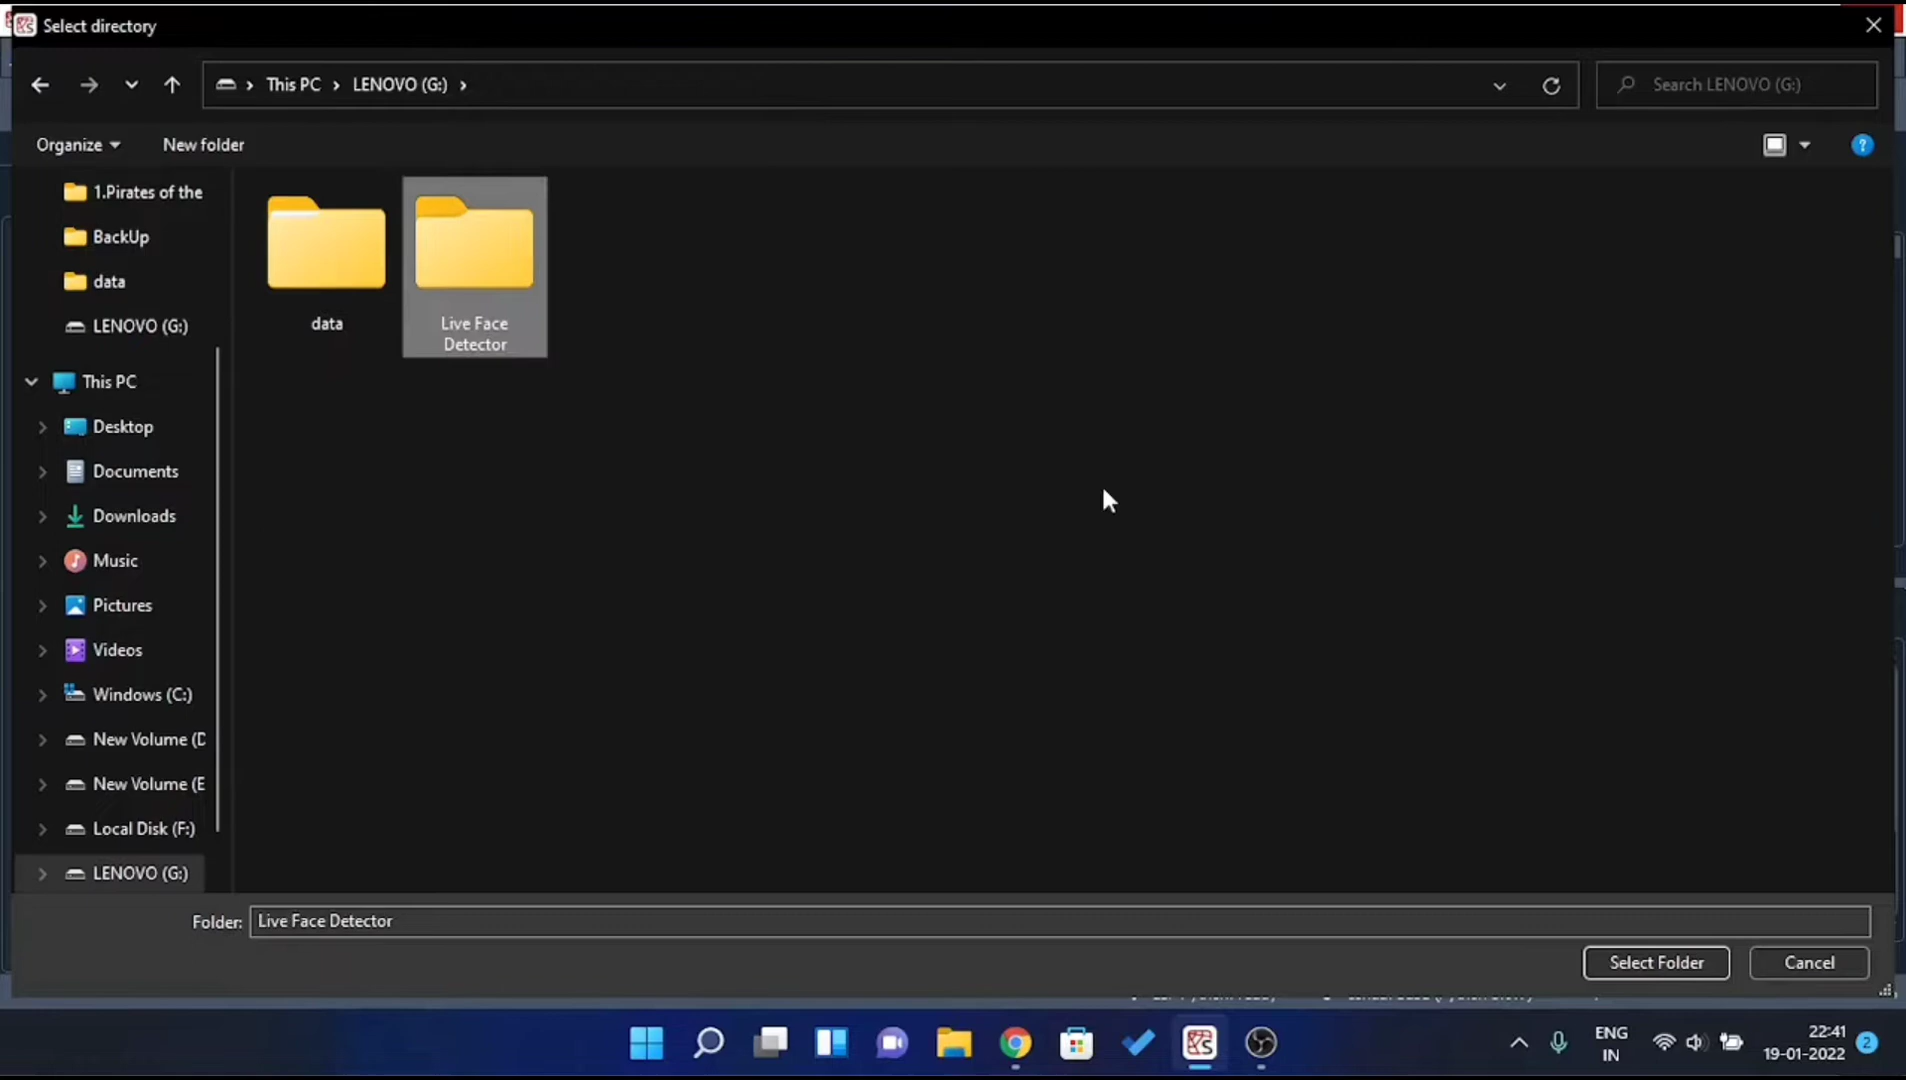 Select directory
This PC
LENOVO (G:)
Search LENOVO (G:)
Organize
New folder
1.Pirates of the
BackUp
data
LENOVO (G:)
This PC
Desktop
Documents
Downloads
Music
Pictures
Videos
Windows (C:)
New Volume (D
New Volume (E
Local Disk (F:)
LENOVO (G:)
data
Live Face
Detector
Folder:
Live Face Detector
Select Folder
Cancel
ENG
IN
22:41
19-01-2022
2